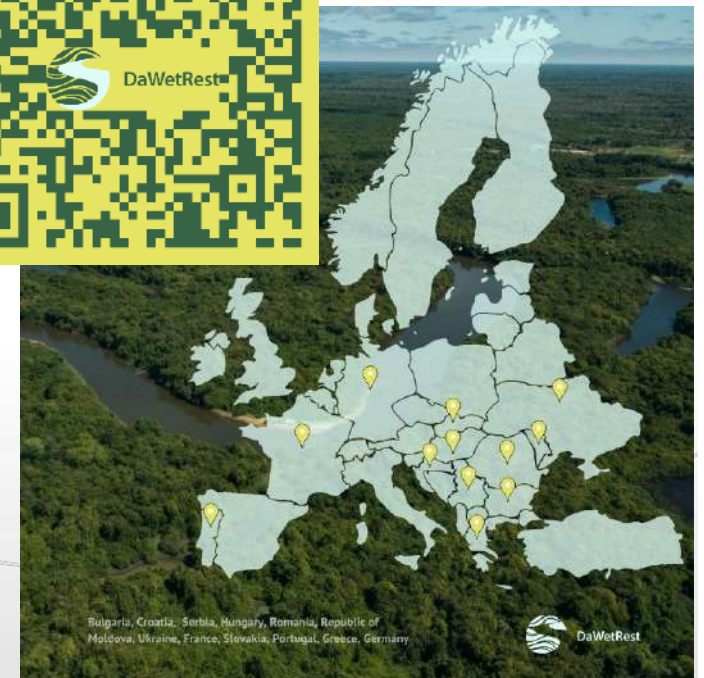 DaWetRest
Bulgaria, Croatia, Serbia, Hungary, Romania, Republic of
Moldova, Ukraine, France, Slovakia, Portugal, Greece, Germany
DaWetRest